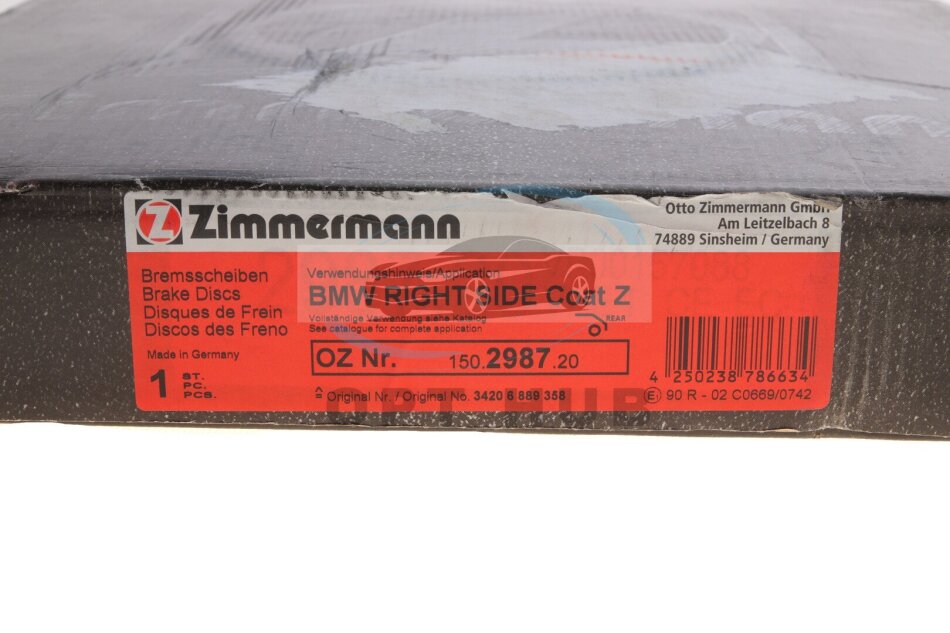 Z Zimmermann
Otto Zimmermann GmbH
Am Leitzelbach 8
74889 Sinsheim / Germany
Bremsscheiben
Brake Discs
Disques de Frein
Discos des Freno
Made in Germany
1 ST.
PC.
PCS.
Verwendungshinweis/Application
BMW RIGHT SIDE Coat Z
Vollständige Verwendung siehe Katalog
See catalogue for complete application
REAR
OZ Nr. 150.2987.20
Original Nr. / Original No. 3420 6 889 358
4 250238 786634
E 90 R - 02 C0669/0742
OPT HUB